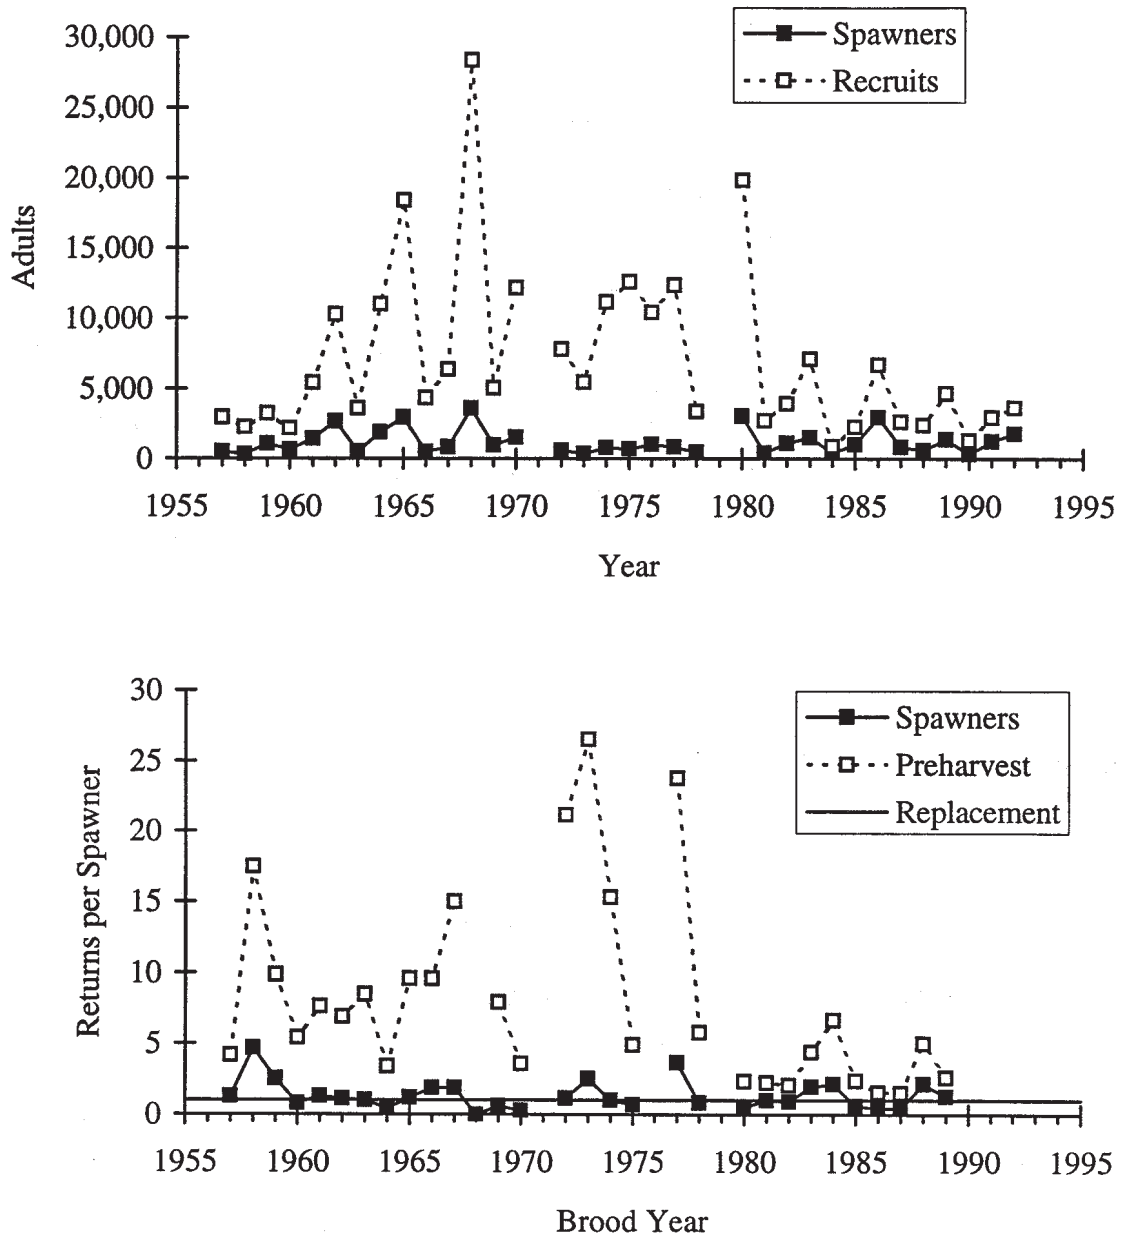 30,000
25,000
20,000
15,000
10,000
5,000
0
Adults
Spawners
Recruits
1955 1960 1965 1970 1975 1980 1985 1990 1995
Year
30
25
20
15
10
5
0
Returns per Spawner
Spawners
Preharvest
Replacement
1955 1960 1965 1970 1975 1980 1985 1990 1995
Brood Year